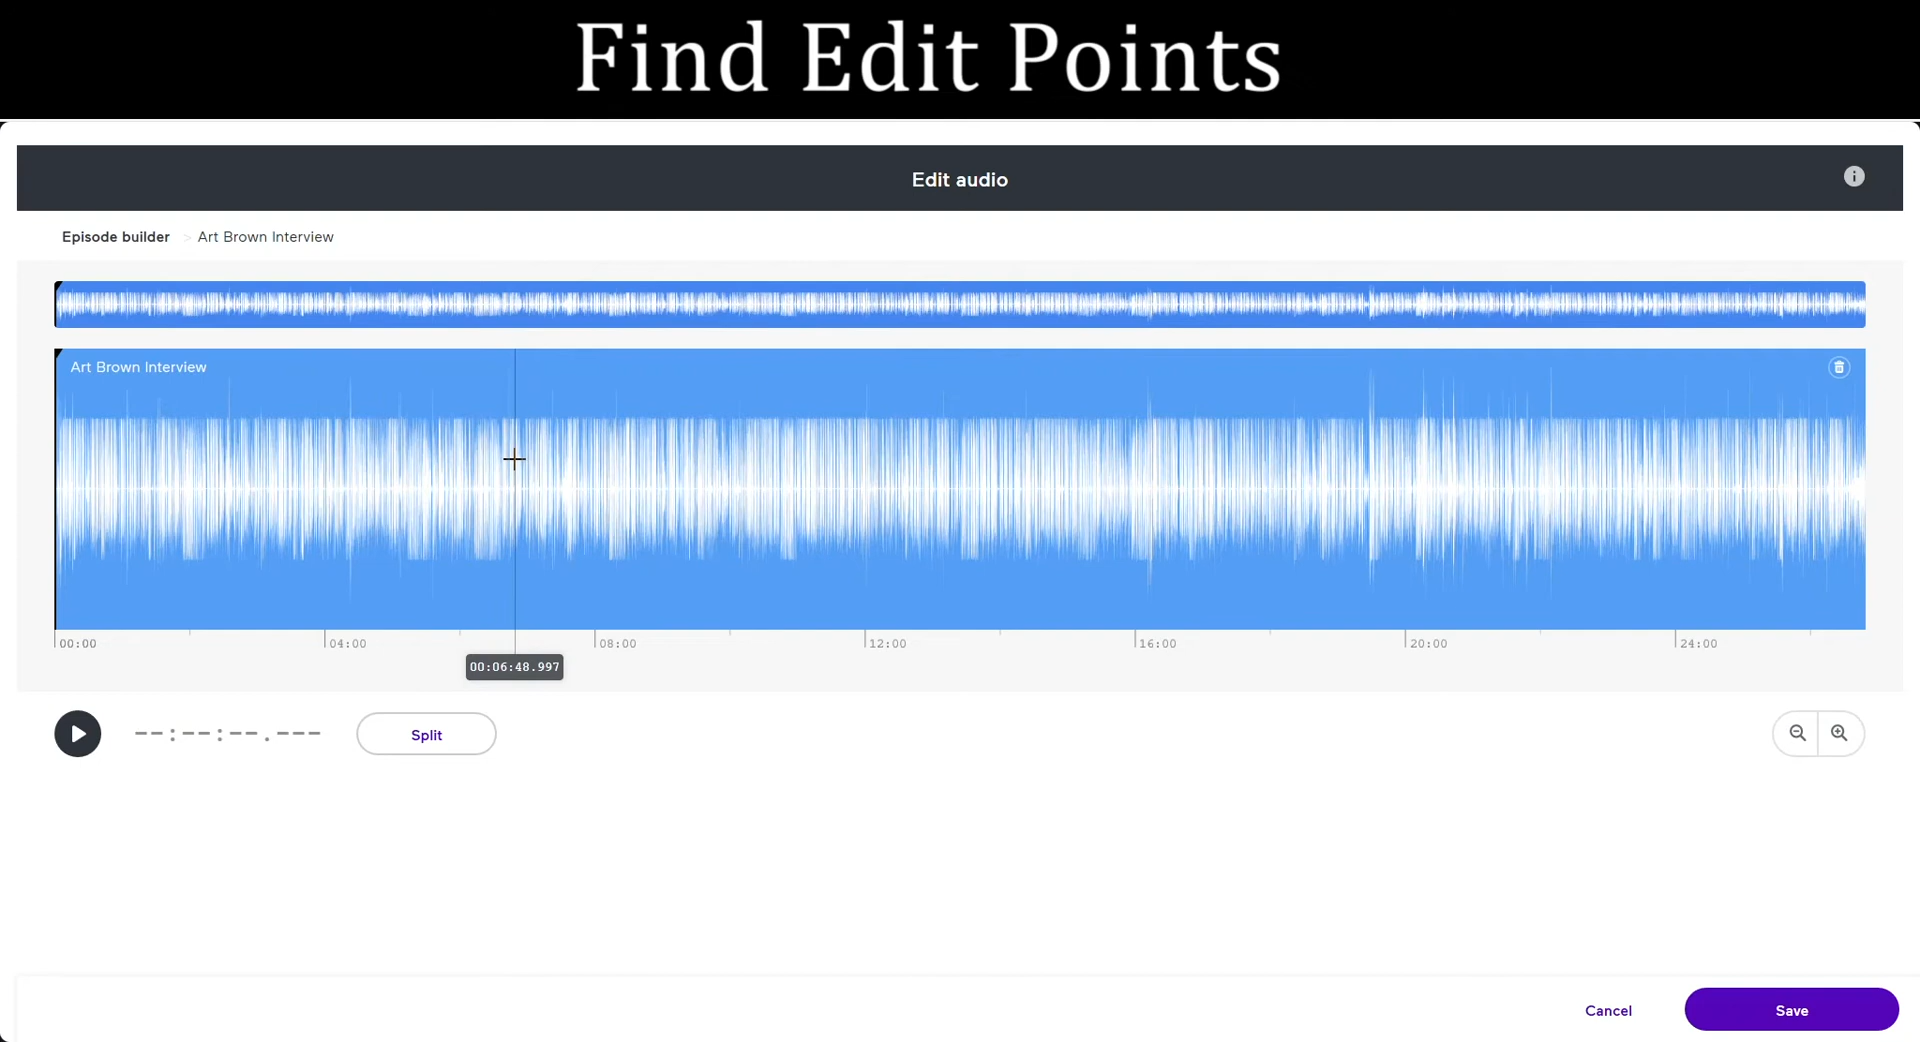 Find Edit Points
Edit audio
Episode builder > Art Brown Interview
Art Brown Interview
00:00 04:00 08:00 12:00 16:00 20:00 24:00
00:06:48.997
--:--:--.---
Split
Cancel
Save